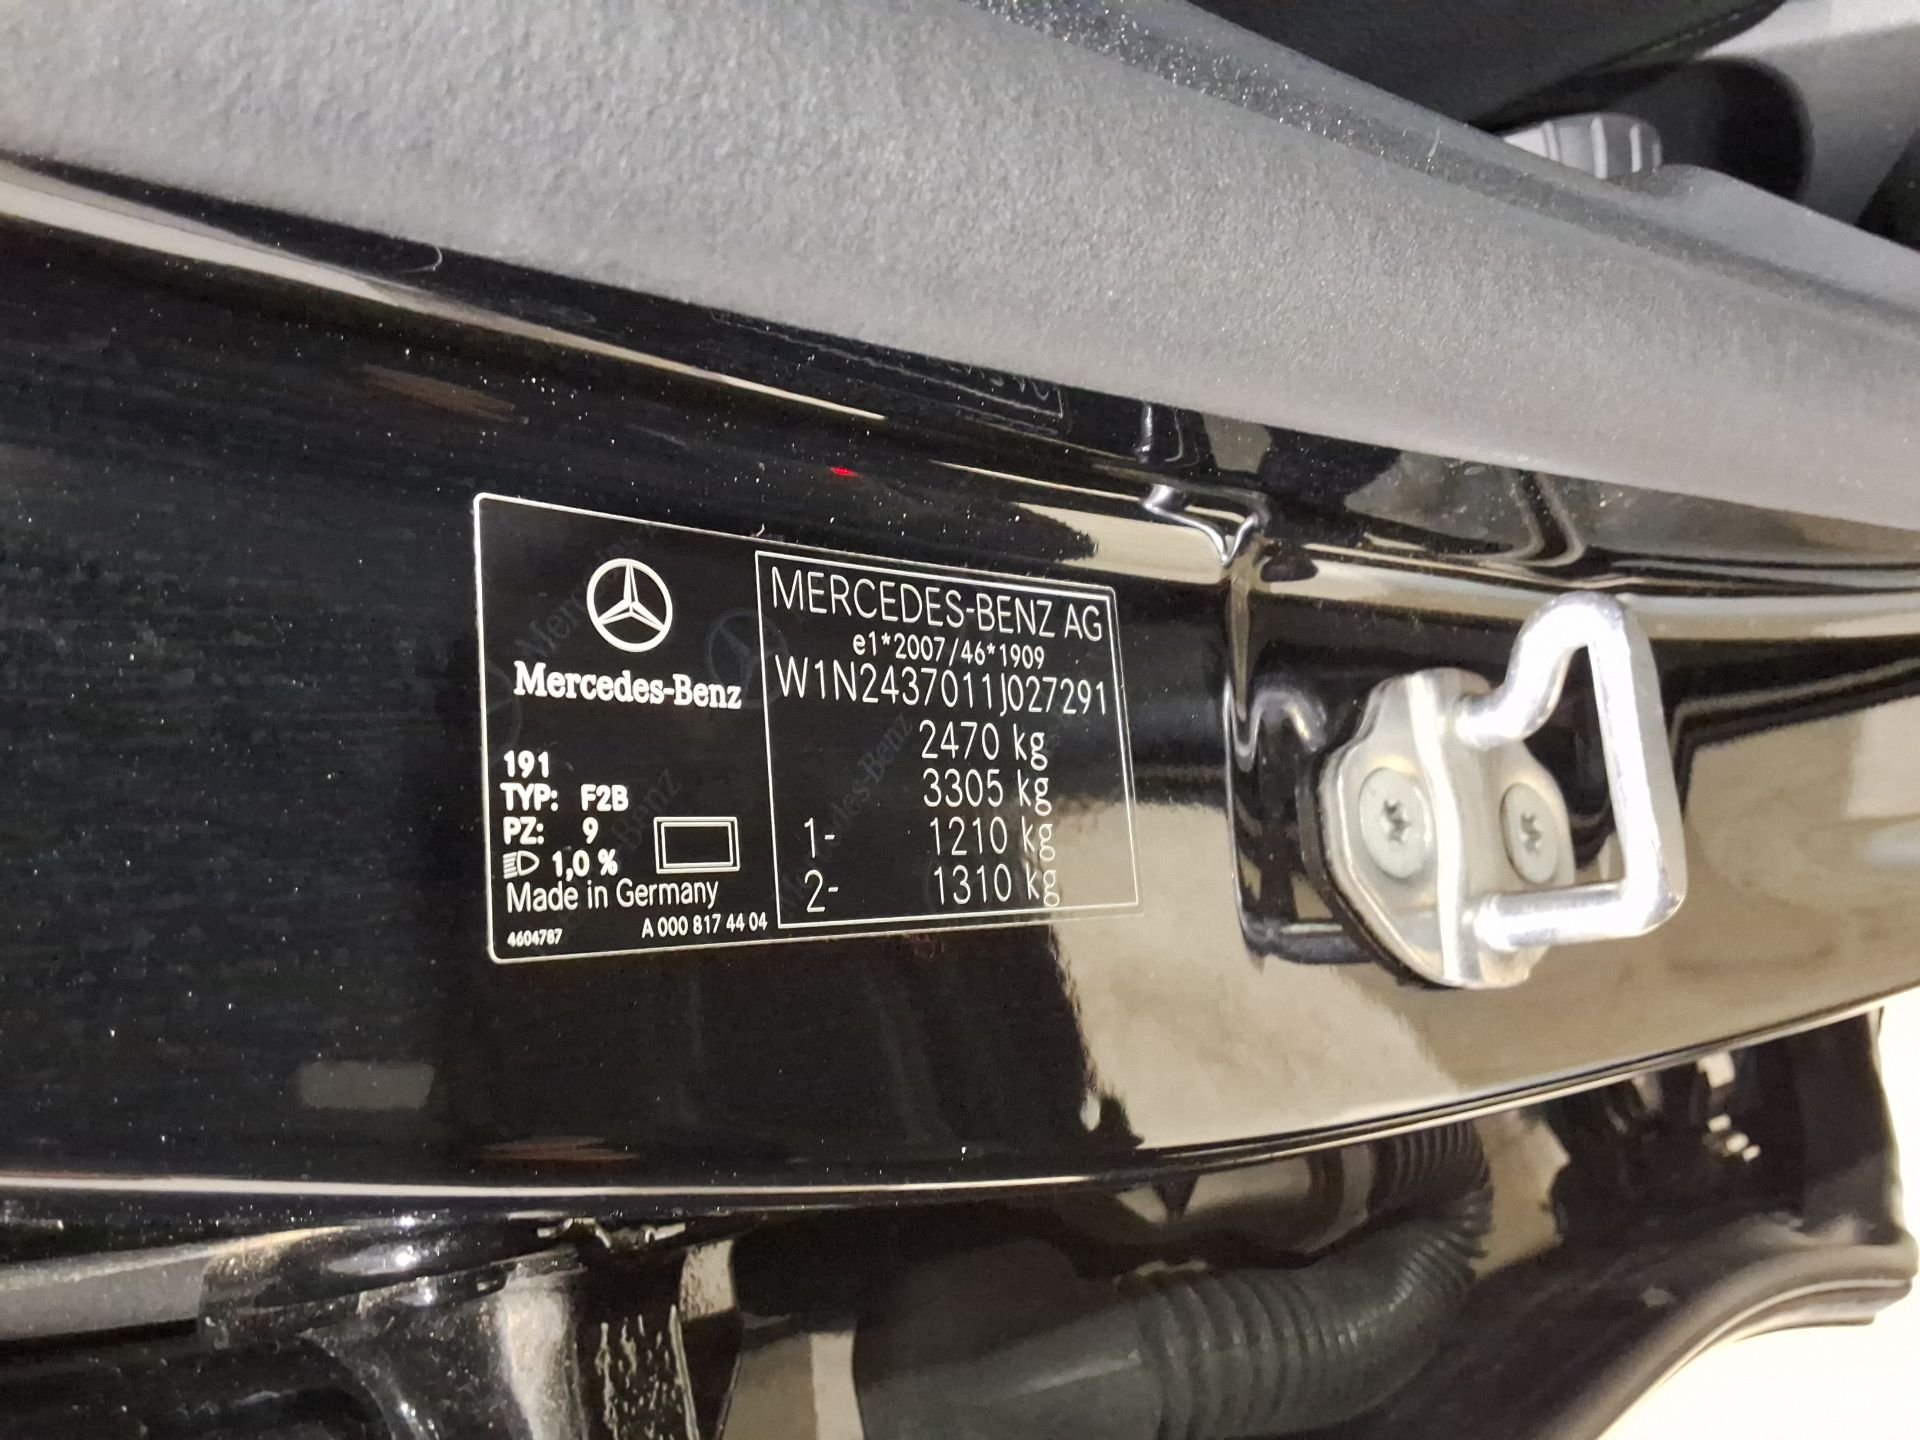 Mercedes-Benz
191
TYP: F2B
PZ: 9
1,0 %
Made in Germany
4604787
A 000 817 44 04
MERCEDES-BENZ AG
e1*2007/46*1909
W1N2437011J027291
2470 kg
3305 kg
1- 1210 kg
2- 1310 kg